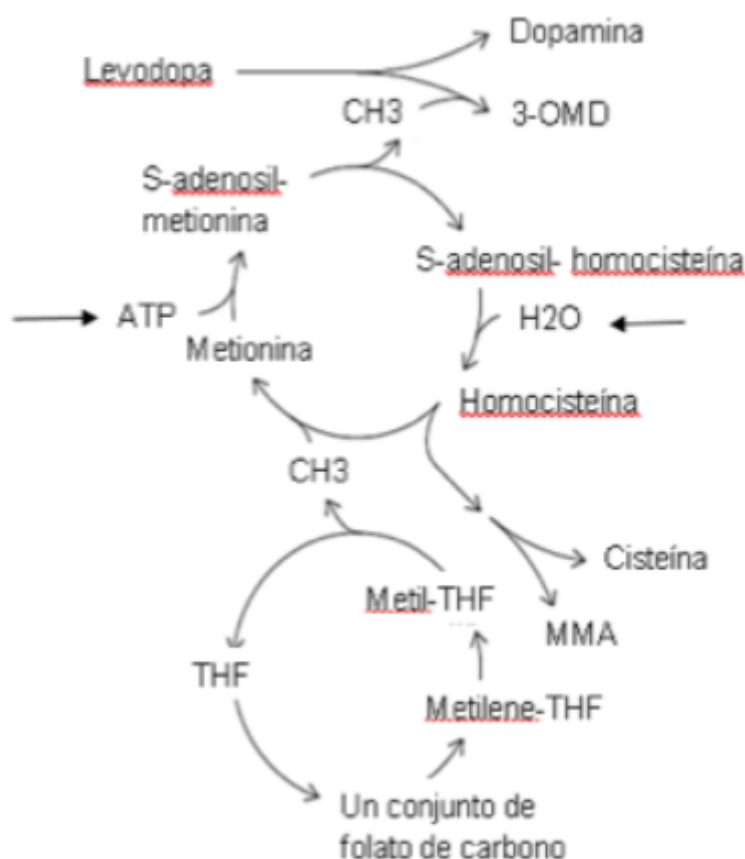 Dopamina
Levodopa
CH3
3-OMD
S-adenosil-
metionina
S-adenosil- homocisteína
ATP
H2O
Metionina
Homocisteína
CH3
Cisteína
Metil-THF
MMA
THF
Metilene-THF
Un conjunto de
folato de carbono